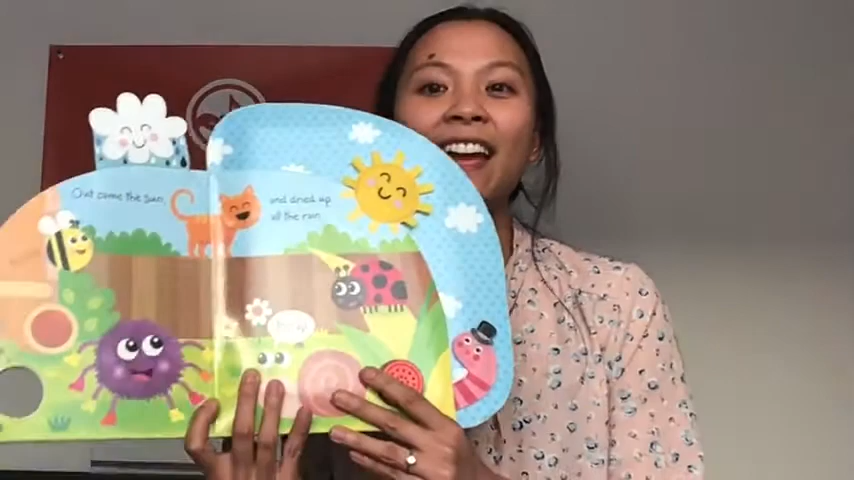 Out came the sun,
and dried up
all the rain.